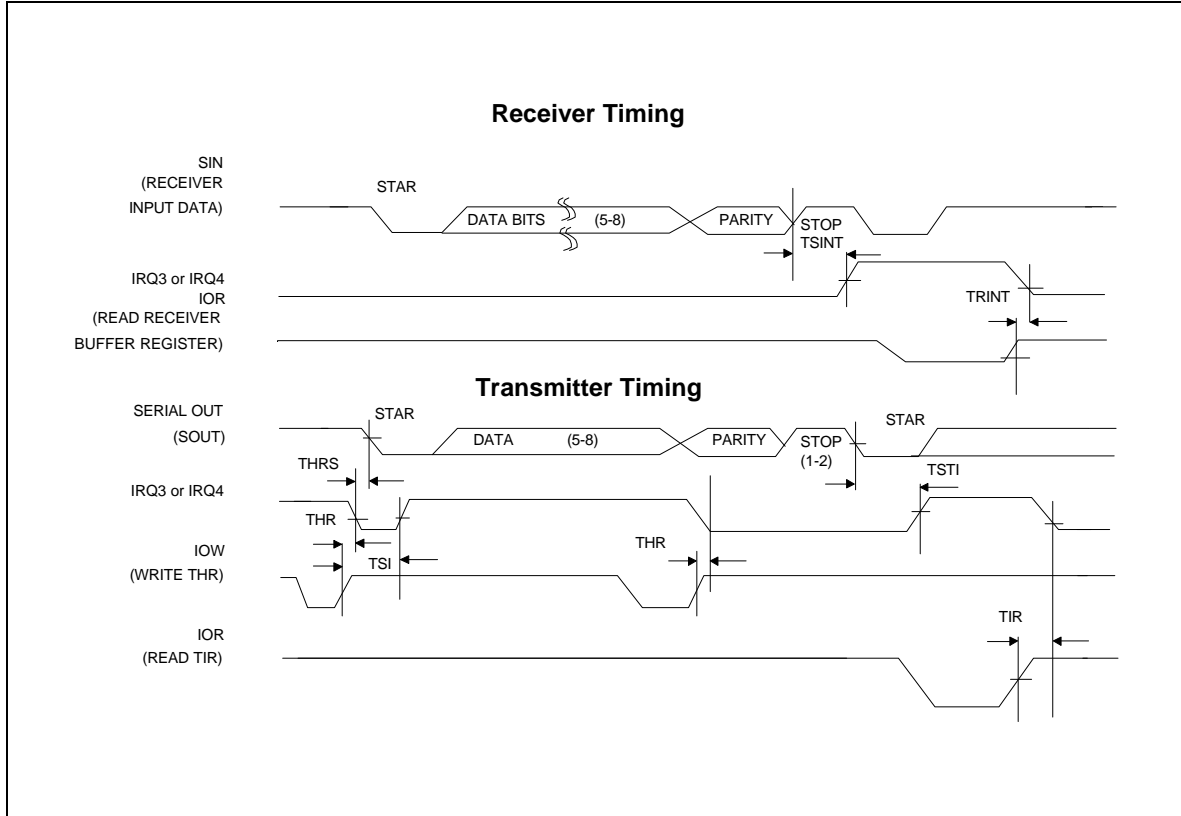 Receiver Timing
SIN
(RECEIVER
INPUT DATA)
STAR
DATA BITS (5-8)
PARITY
STOP
TSINT
IRQ3 or IRQ4
IOR
(READ RECEIVER
BUFFER REGISTER)
TRINT
Transmitter Timing
SERIAL OUT
(SOUT)
STAR
DATA (5-8)
PARITY
STOP
(1-2)
STAR
THRS
TSTI
IRQ3 or IRQ4
THR
THR
IOW
(WRITE THR)
TSI
TIR
IOR
(READ TIR)